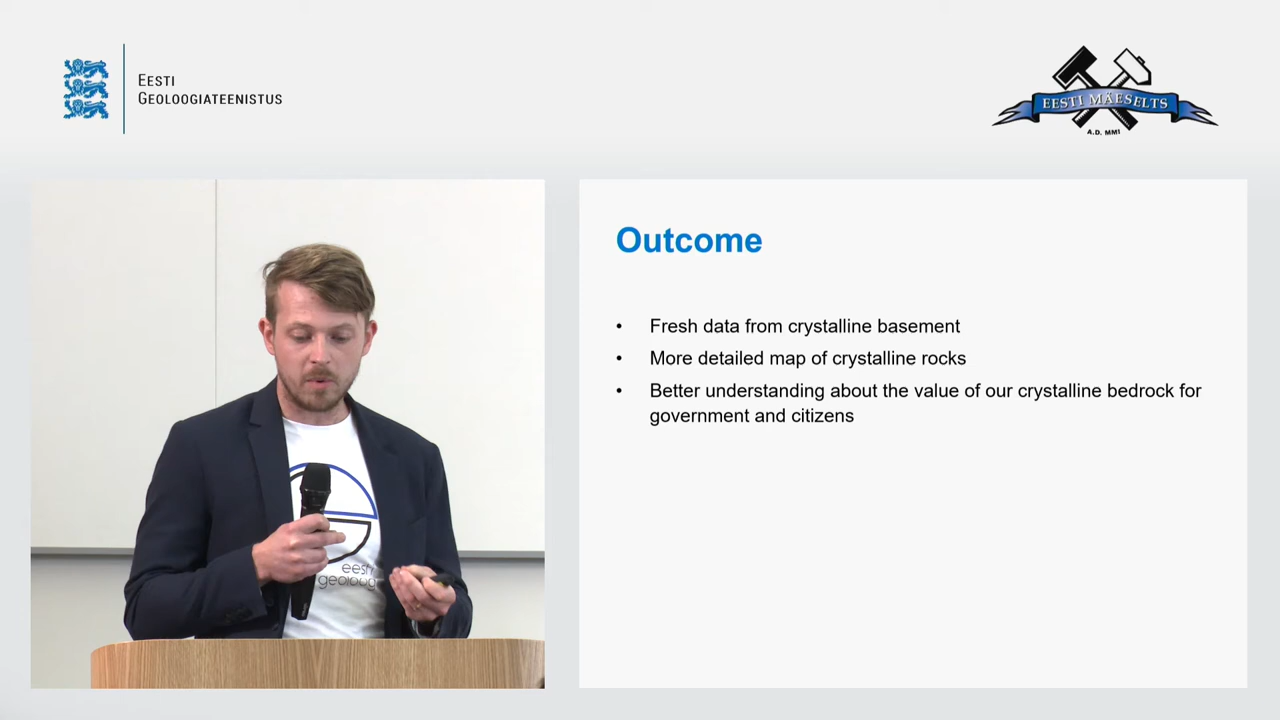 EESTI
GEOLOOGIATEENISTUS
EESTI MÄESELTS
A.D. MMI
eesti
geoloog
Outcome
• Fresh data from crystalline basement
• More detailed map of crystalline rocks
• Better understanding about the value of our crystalline bedrock for
government and citizens